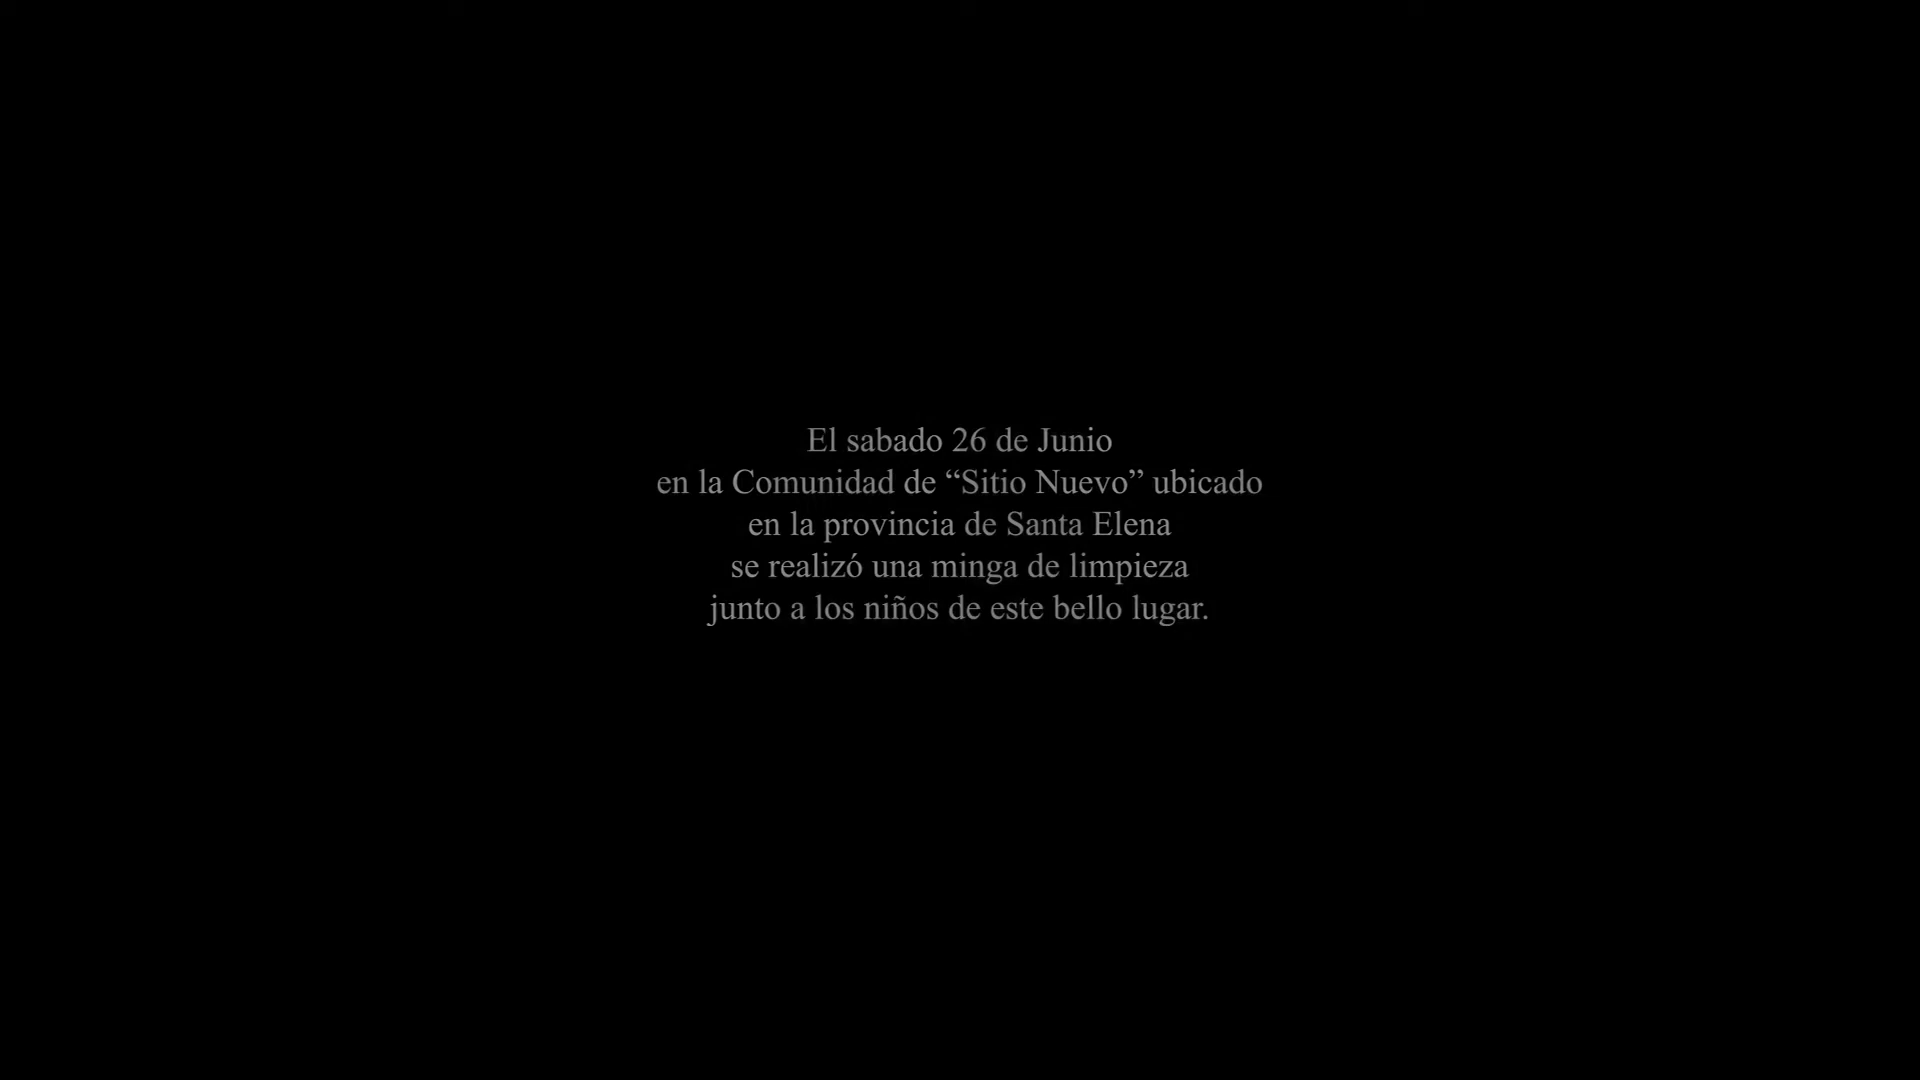 El sabado 26 de Junio
en la Comunidad de “Sitio Nuevo” ubicado
en la provincia de Santa Elena
se realizó una minga de limpieza
junto a los niños de este bello lugar.